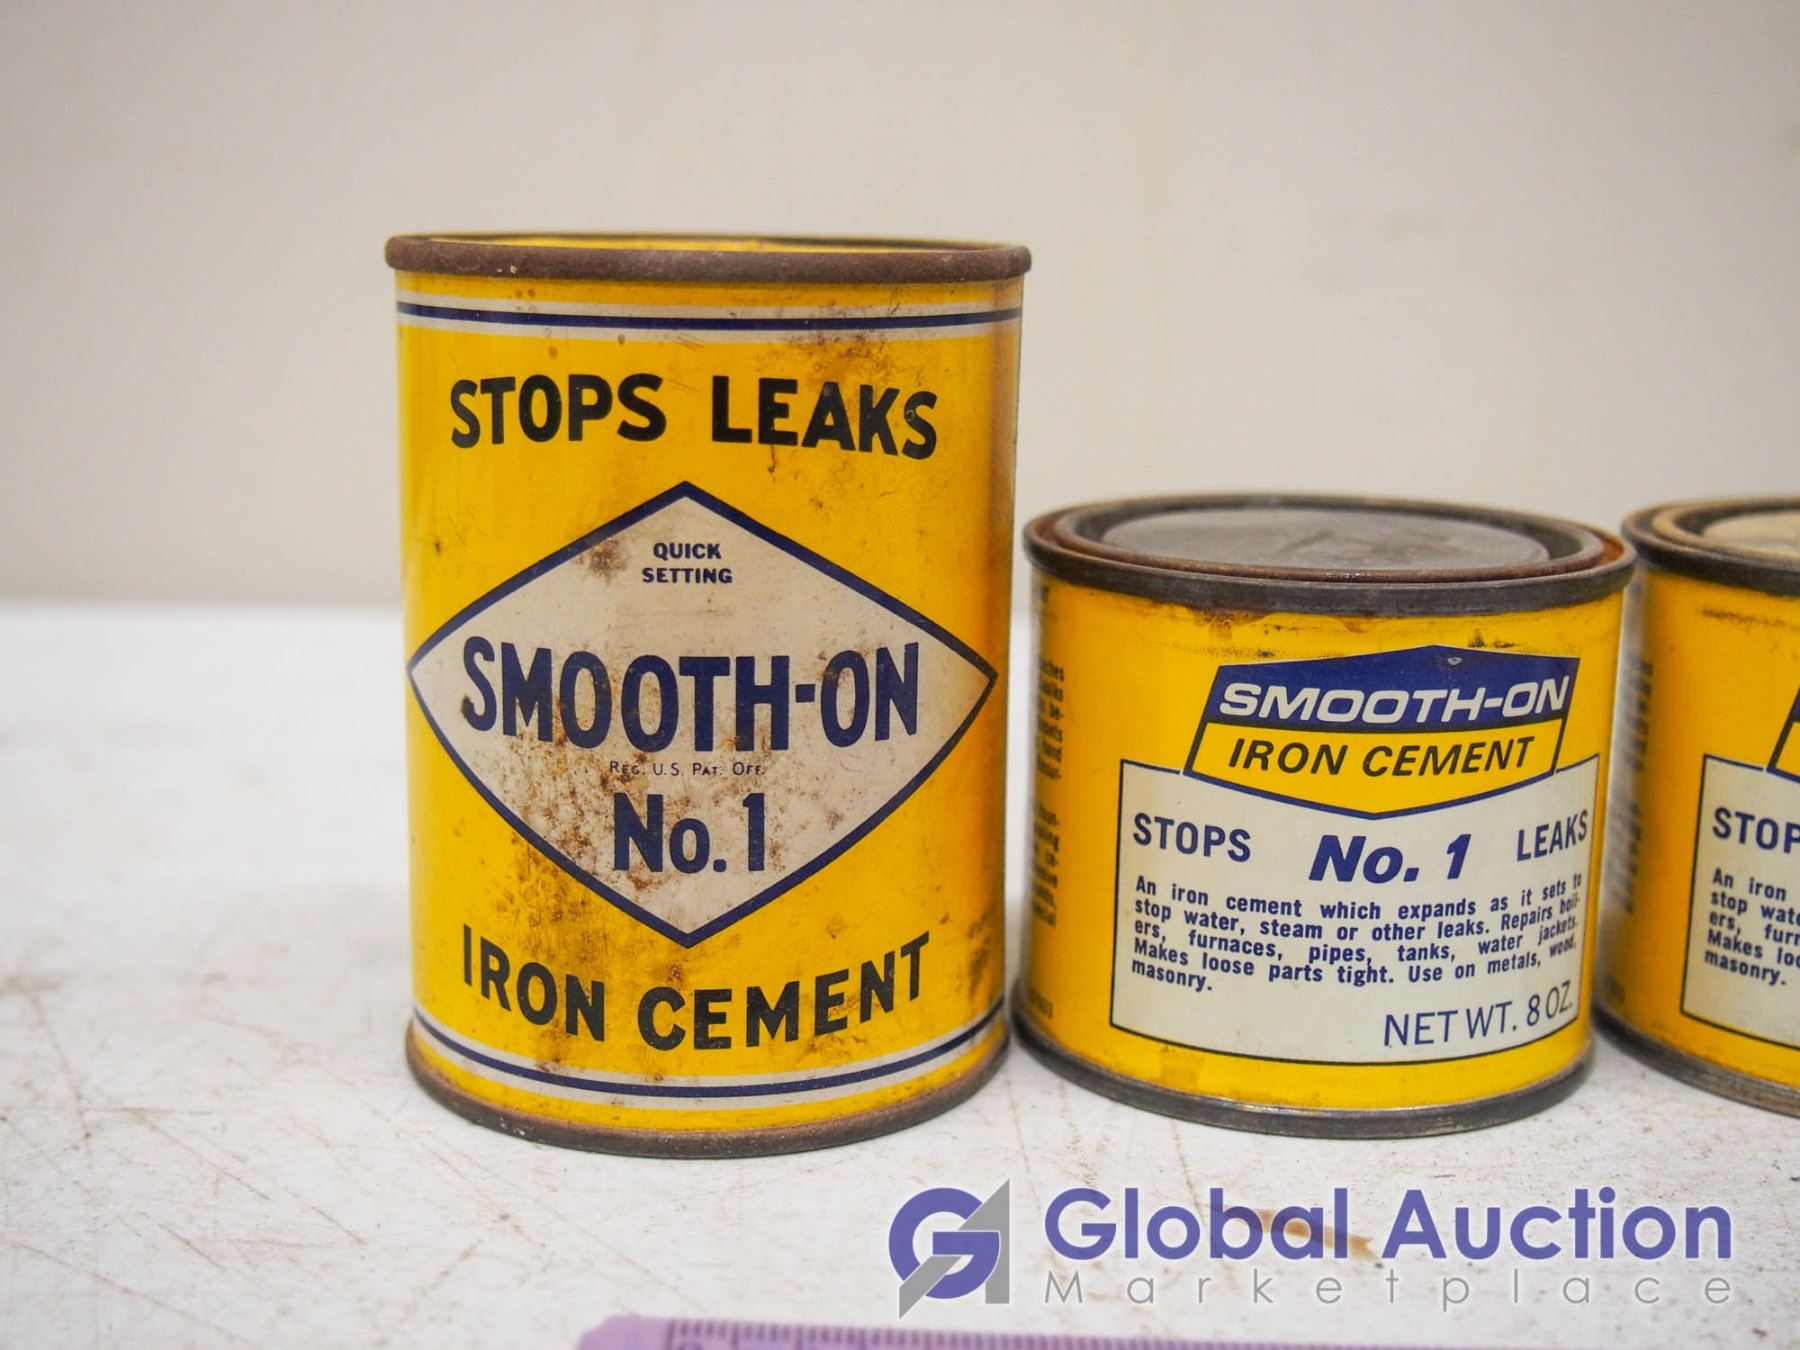 STOPS LEAKS
QUICK
SETTING
SMOOTH-ON
REG. U.S. PAT. OFF.
No. 1
IRON CEMENT
SMOOTH-ON
IRON CEMENT
STOPS No. 1 LEAKS
An iron cement which expands as it sets to
stop water, steam or other leaks. Repairs boil-
ers, furnaces, pipes, tanks, water jackets.
Makes loose parts tight. Use on metals, wood,
masonry.
NET WT. 8 OZ.
STOP
An iron
stop wat
ers, furn
Makes loo
masonry.
Global Auction
Marketplace